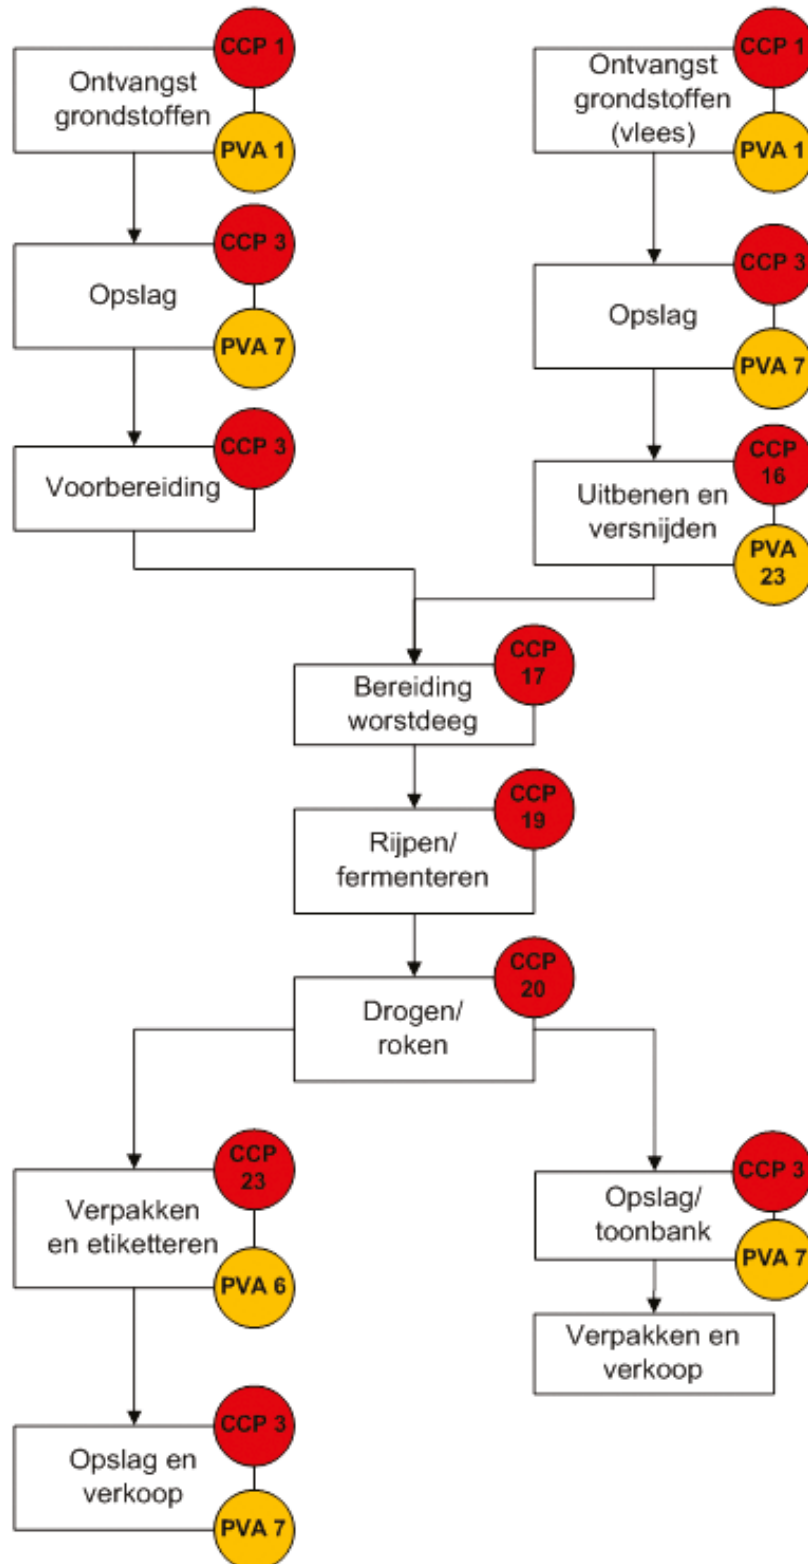 CCP 1
Ontvangst
grondstoffen
PVA 1
CCP 3
Opslag
PVA 7
CCP 3
Voorbereiding
CCP 1
Ontvangst
grondstoffen
(vlees)
PVA 1
CCP 3
Opslag
PVA 7
CCP
16
Uitbenen en
versnijden
PVA
23
CCP
17
Bereiding
worstdeeg
CCP
19
Rijpen/
fermenteren
CCP
20
Drogen/
roken
CCP
23
Verpakken
en etiketteren
PVA 6
CCP 3
Opslag en
verkoop
PVA 7
CCP 3
Opslag/
toonbank
PVA 7
Verpakken en
verkoop